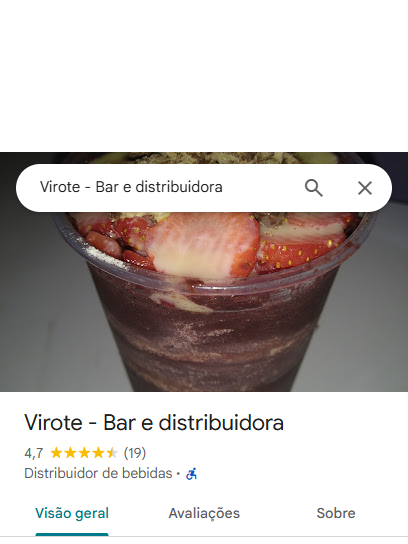 Virote - Bar e distribuidora
Virote - Bar e distribuidora
4,7 (19)
Distribuidor de bebidas ·
Visão geral Avaliações Sobre